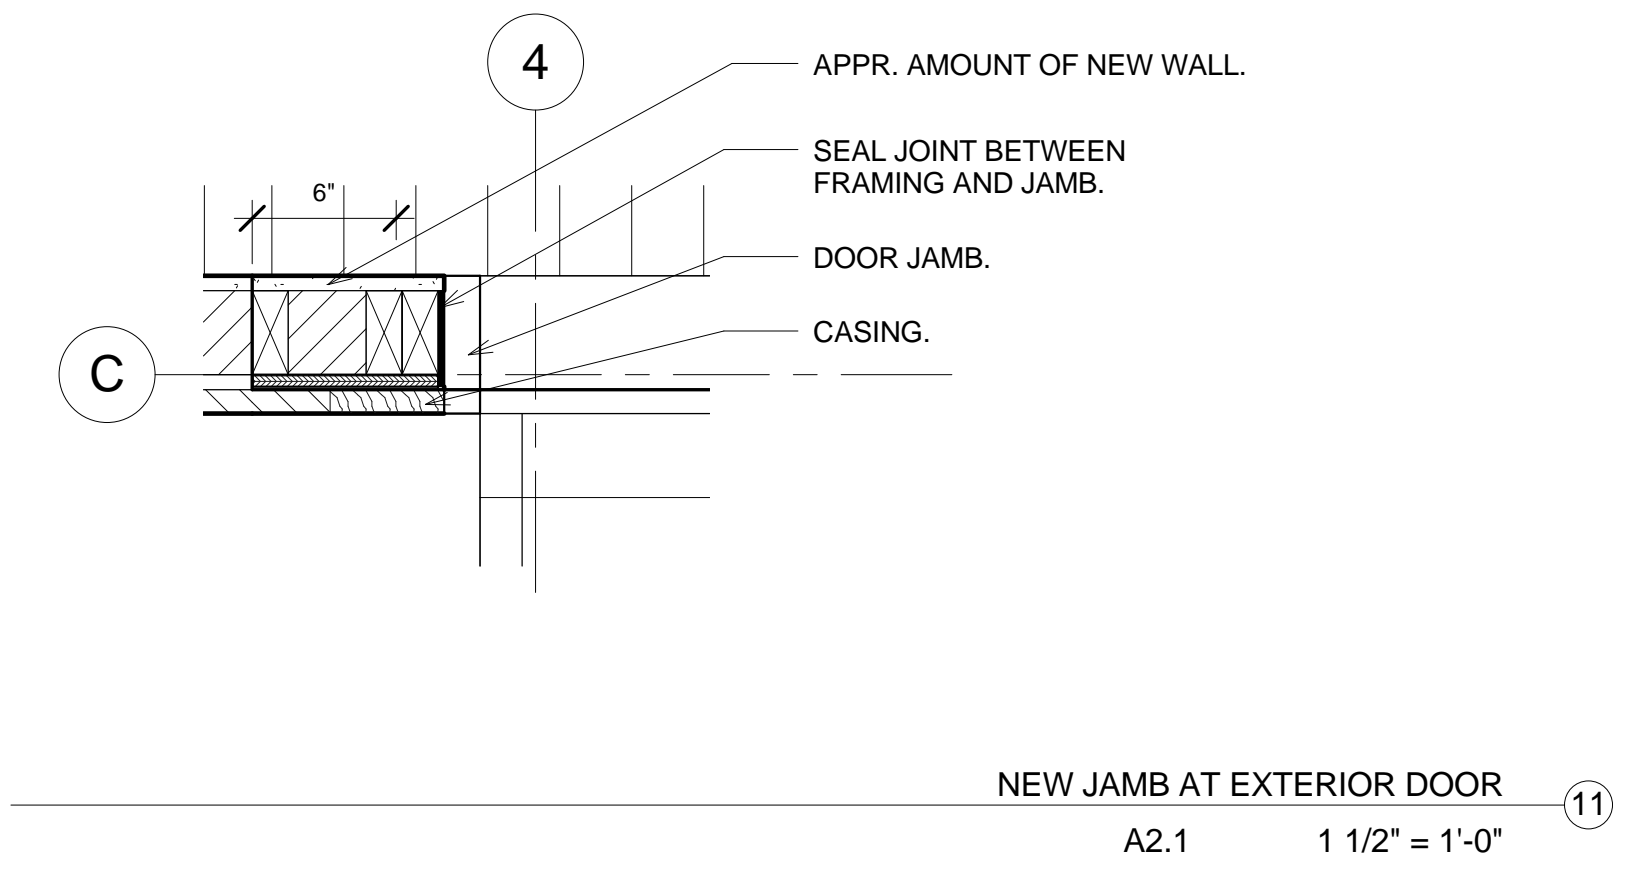 4
APPR. AMOUNT OF NEW WALL.
SEAL JOINT BETWEEN
FRAMING AND JAMB.
6"
DOOR JAMB.
CASING.
C
NEW JAMB AT EXTERIOR DOOR
11
A2.1 1 1/2" = 1'-0"